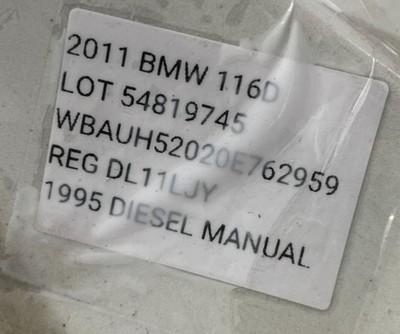 2011 BMW 116D
LOT 54819745
WBAUH52020E762959
REG DL11LJY
1995 DIESEL MANUAL